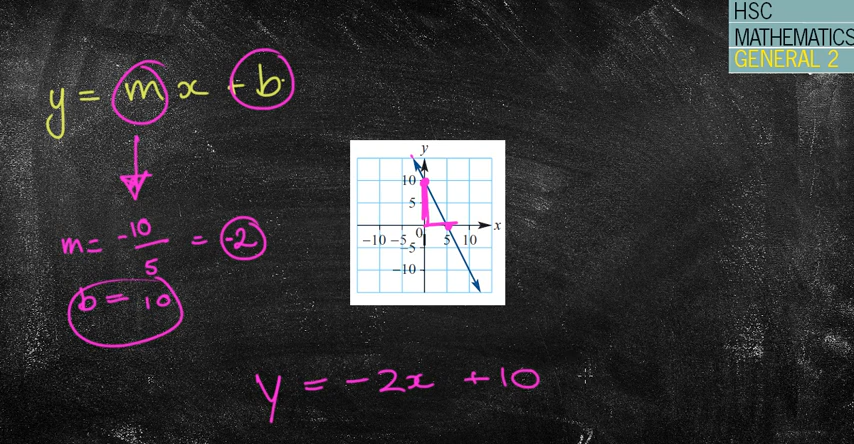 HSC
MATHEMATICS
GENERAL 2
y = mx + b
m = -10/5 = -2
b = 10
y
10
5
0
-10 -5 5 10 x
-5
-10
y = -2x + 10